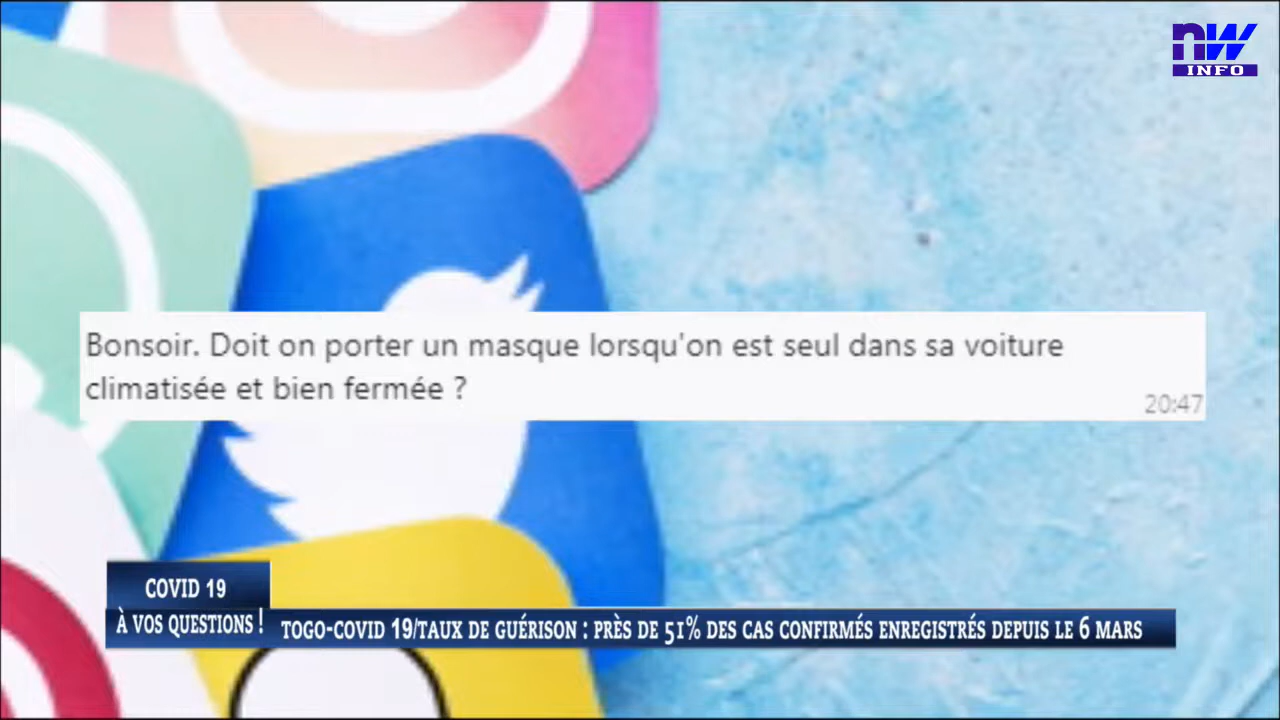 nw
INFO
Bonsoir. Doit on porter un masque lorsqu'on est seul dans sa voiture
climatisée et bien fermée ?
20:47
COVID 19
À VOS QUESTIONS !
TOGO-COVID 19/TAUX DE GUÉRISON : PRÈS DE 51% DES CAS CONFIRMÉS ENREGISTRÉS DEPUIS LE 6 MARS